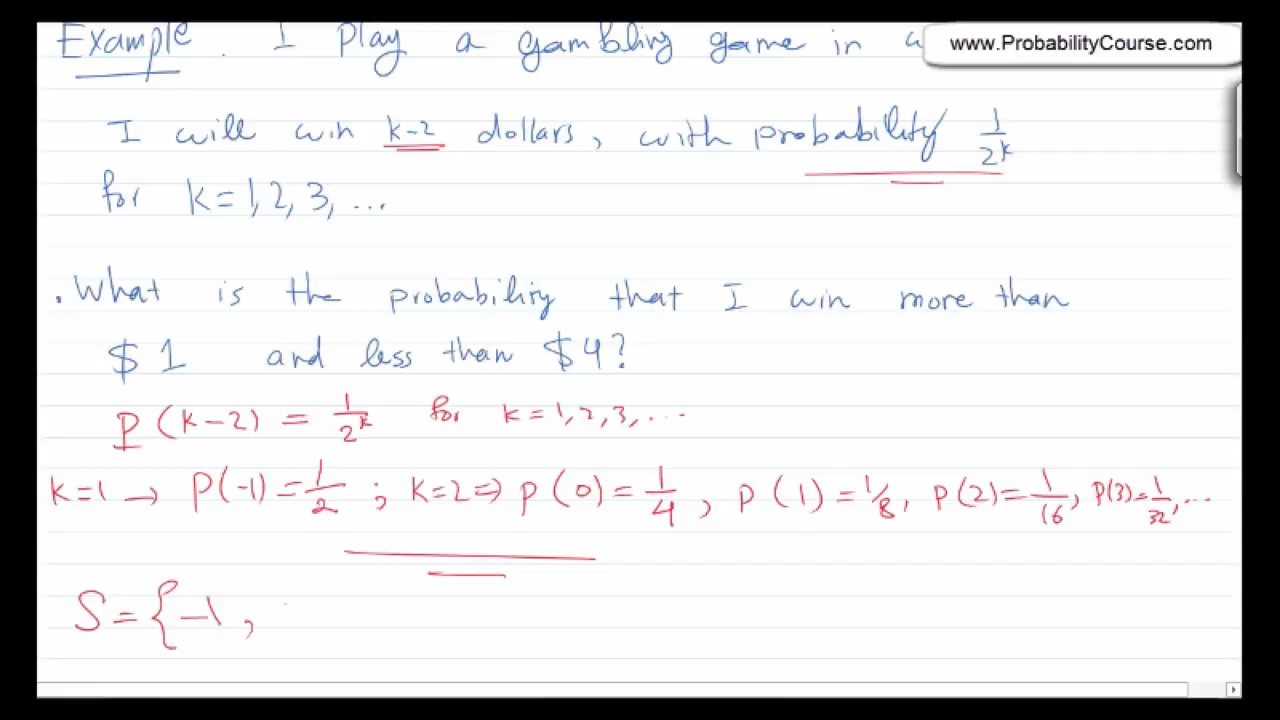 Example. I play a gambling game in
www.ProbabilityCourse.com
I will win k-2 dollars, with probability 1/2^k
for k=1,2,3,...
. What is the probability that I win more than
$ 1 and less than $ 4?
P(k-2) = 1/2^k for k=1,2,3,...
k=1 → P(-1)=1/2 ; k=2 ⇒ P(0)=1/4, P(1)=1/8, P(2)=1/16, P(3)=1/32, ...
S={-1,